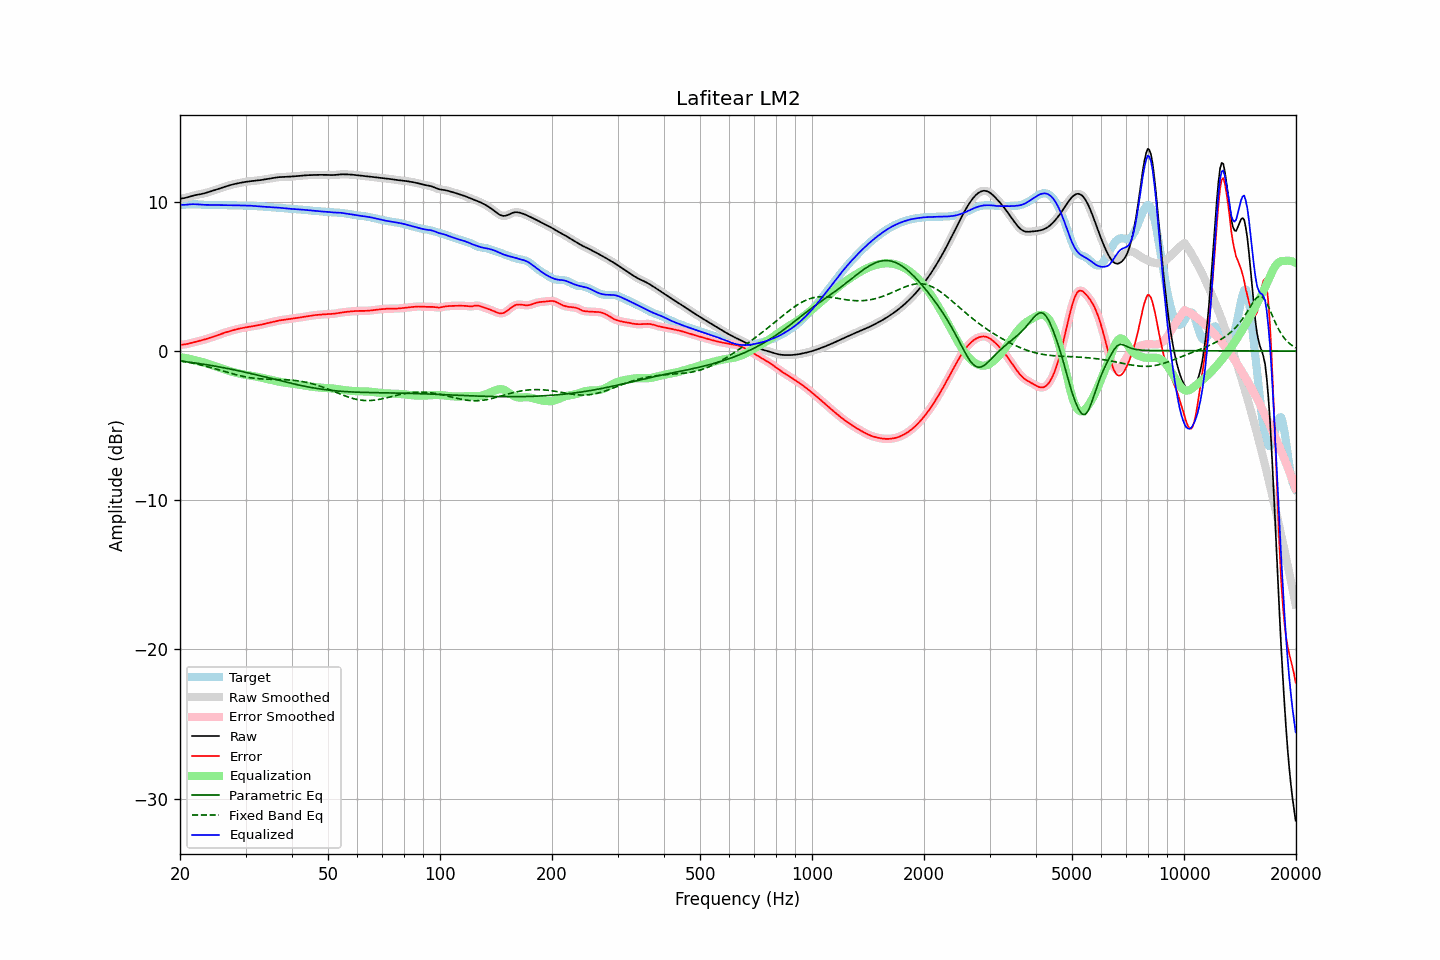 Lafitear LM2
Amplitude (dBr)
10
0
−10
−20
−30
Target
Raw Smoothed
Error Smoothed
Raw
Error
Equalization
Parametric Eq
Fixed Band Eq
Equalized
20 50 100 200 500 1000 2000 5000 10000 20000
Frequency (Hz)